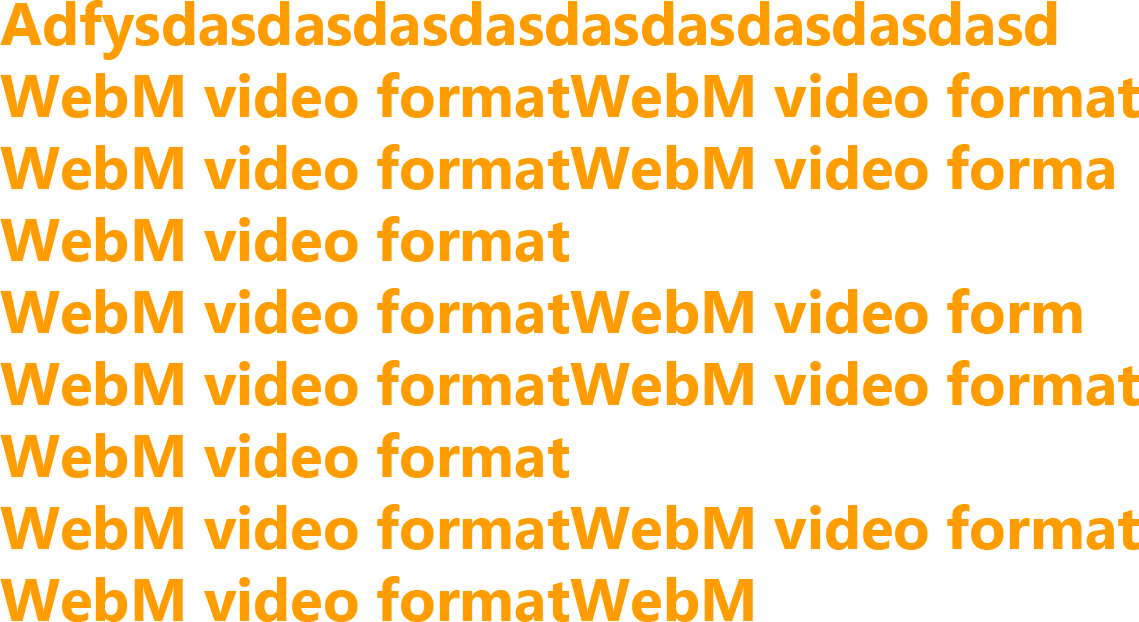 Adfysdasdasdasdasdasdasdasdasdasd
WebM video formatWebM video format
WebM video formatWebM video forma
WebM video format
WebM video formatWebM video form
WebM video formatWebM video format
WebM video format
WebM video formatWebM video format
WebM video formatWebM